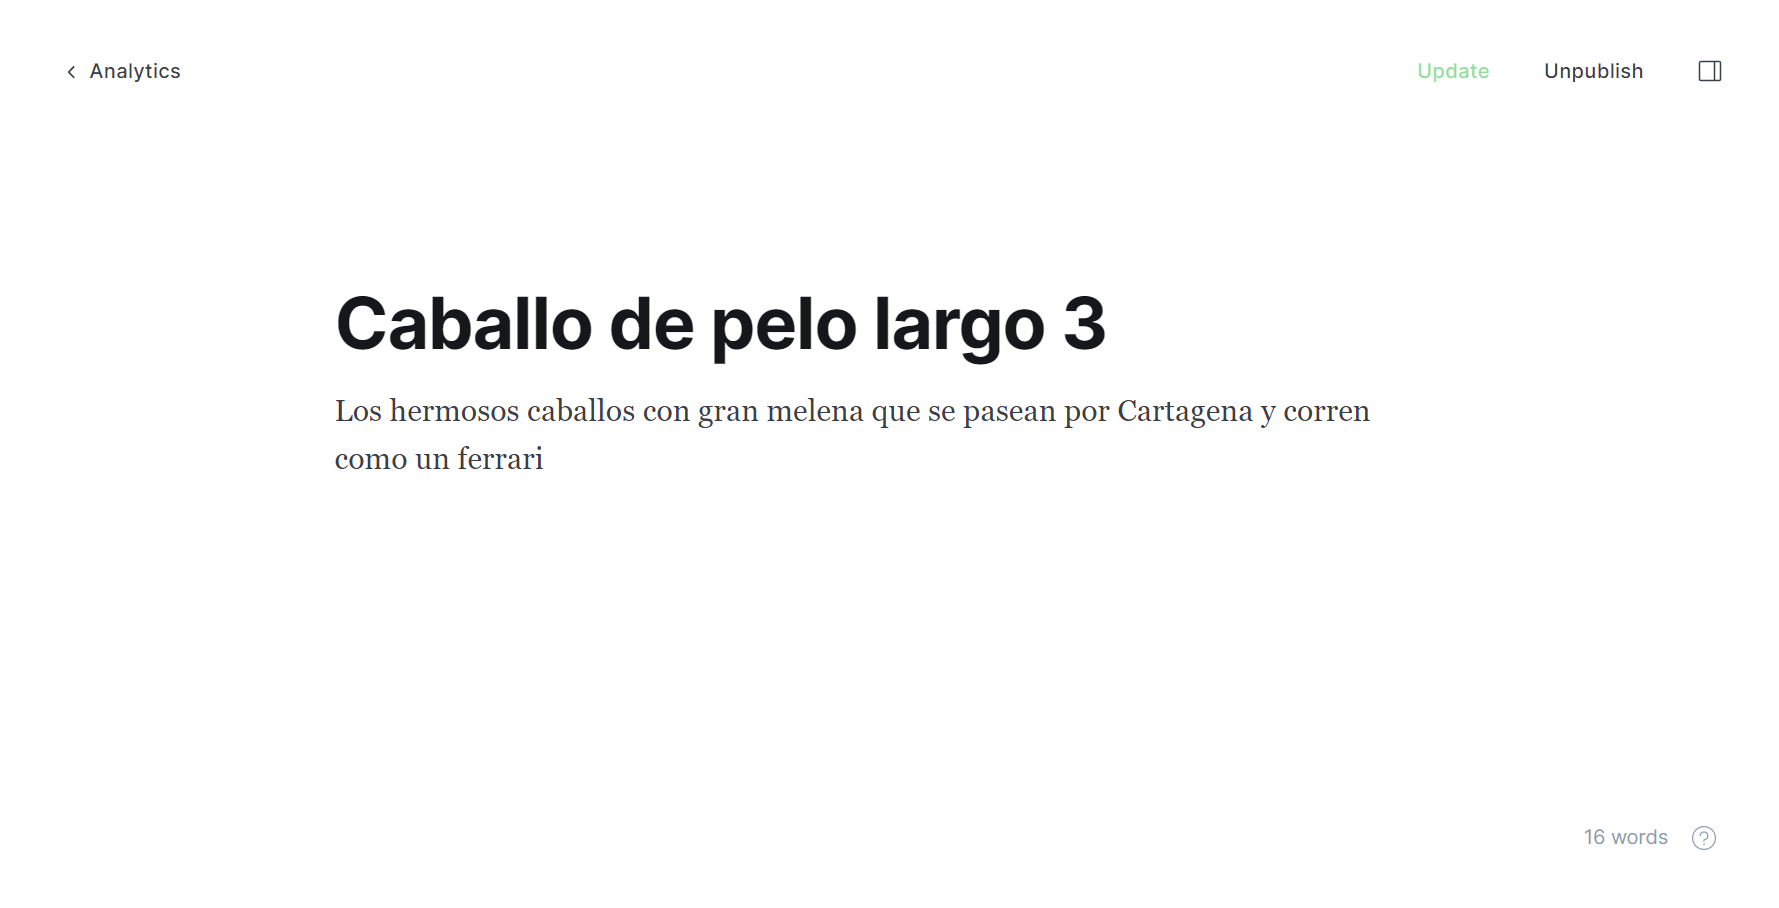 Analytics
Update
Unpublish
Caballo de pelo largo 3
Los hermosos caballos con gran melena que se pasean por Cartagena y corren
como un ferrari
16 words
?